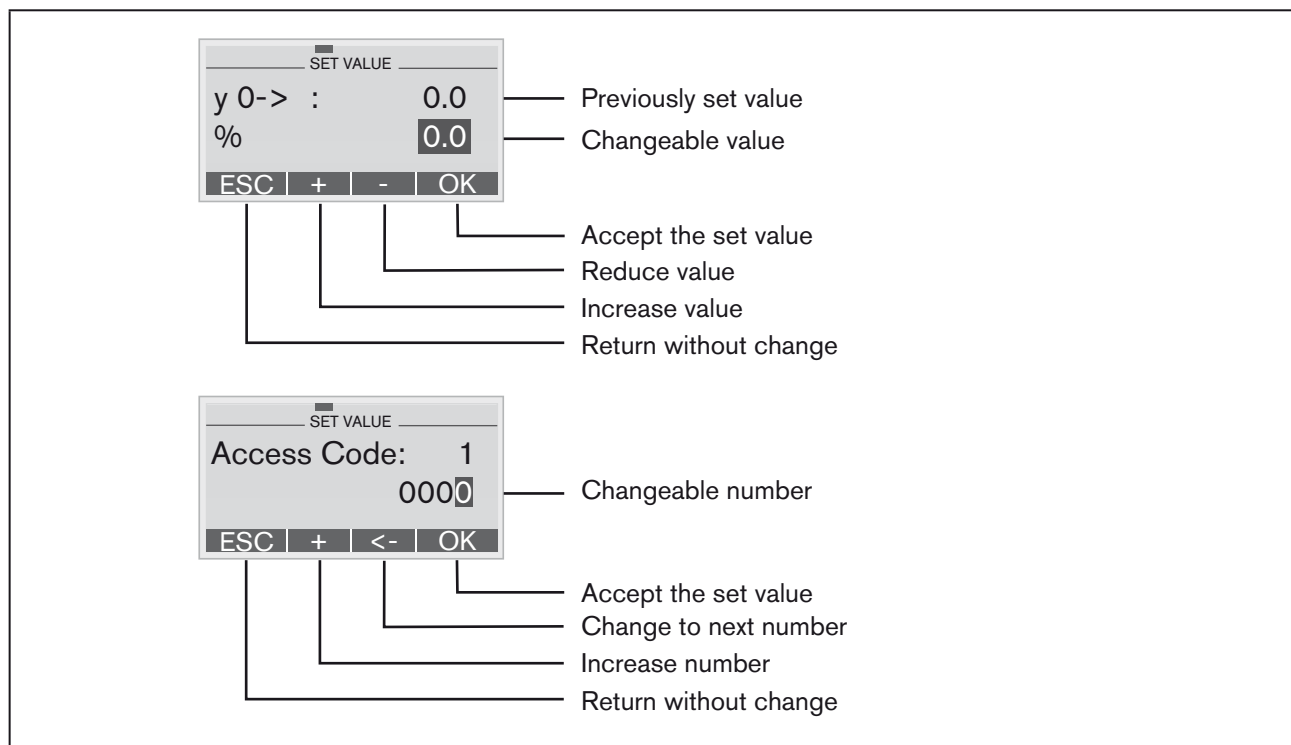 SET VALUE
y 0-> : 0.0 Previously set value
% 0.0 Changeable value
ESC + - OK
Accept the set value
Reduce value
Increase value
Return without change
SET VALUE
Access Code: 1
0000 Changeable number
ESC + <- OK
Accept the set value
Change to next number
Increase number
Return without change